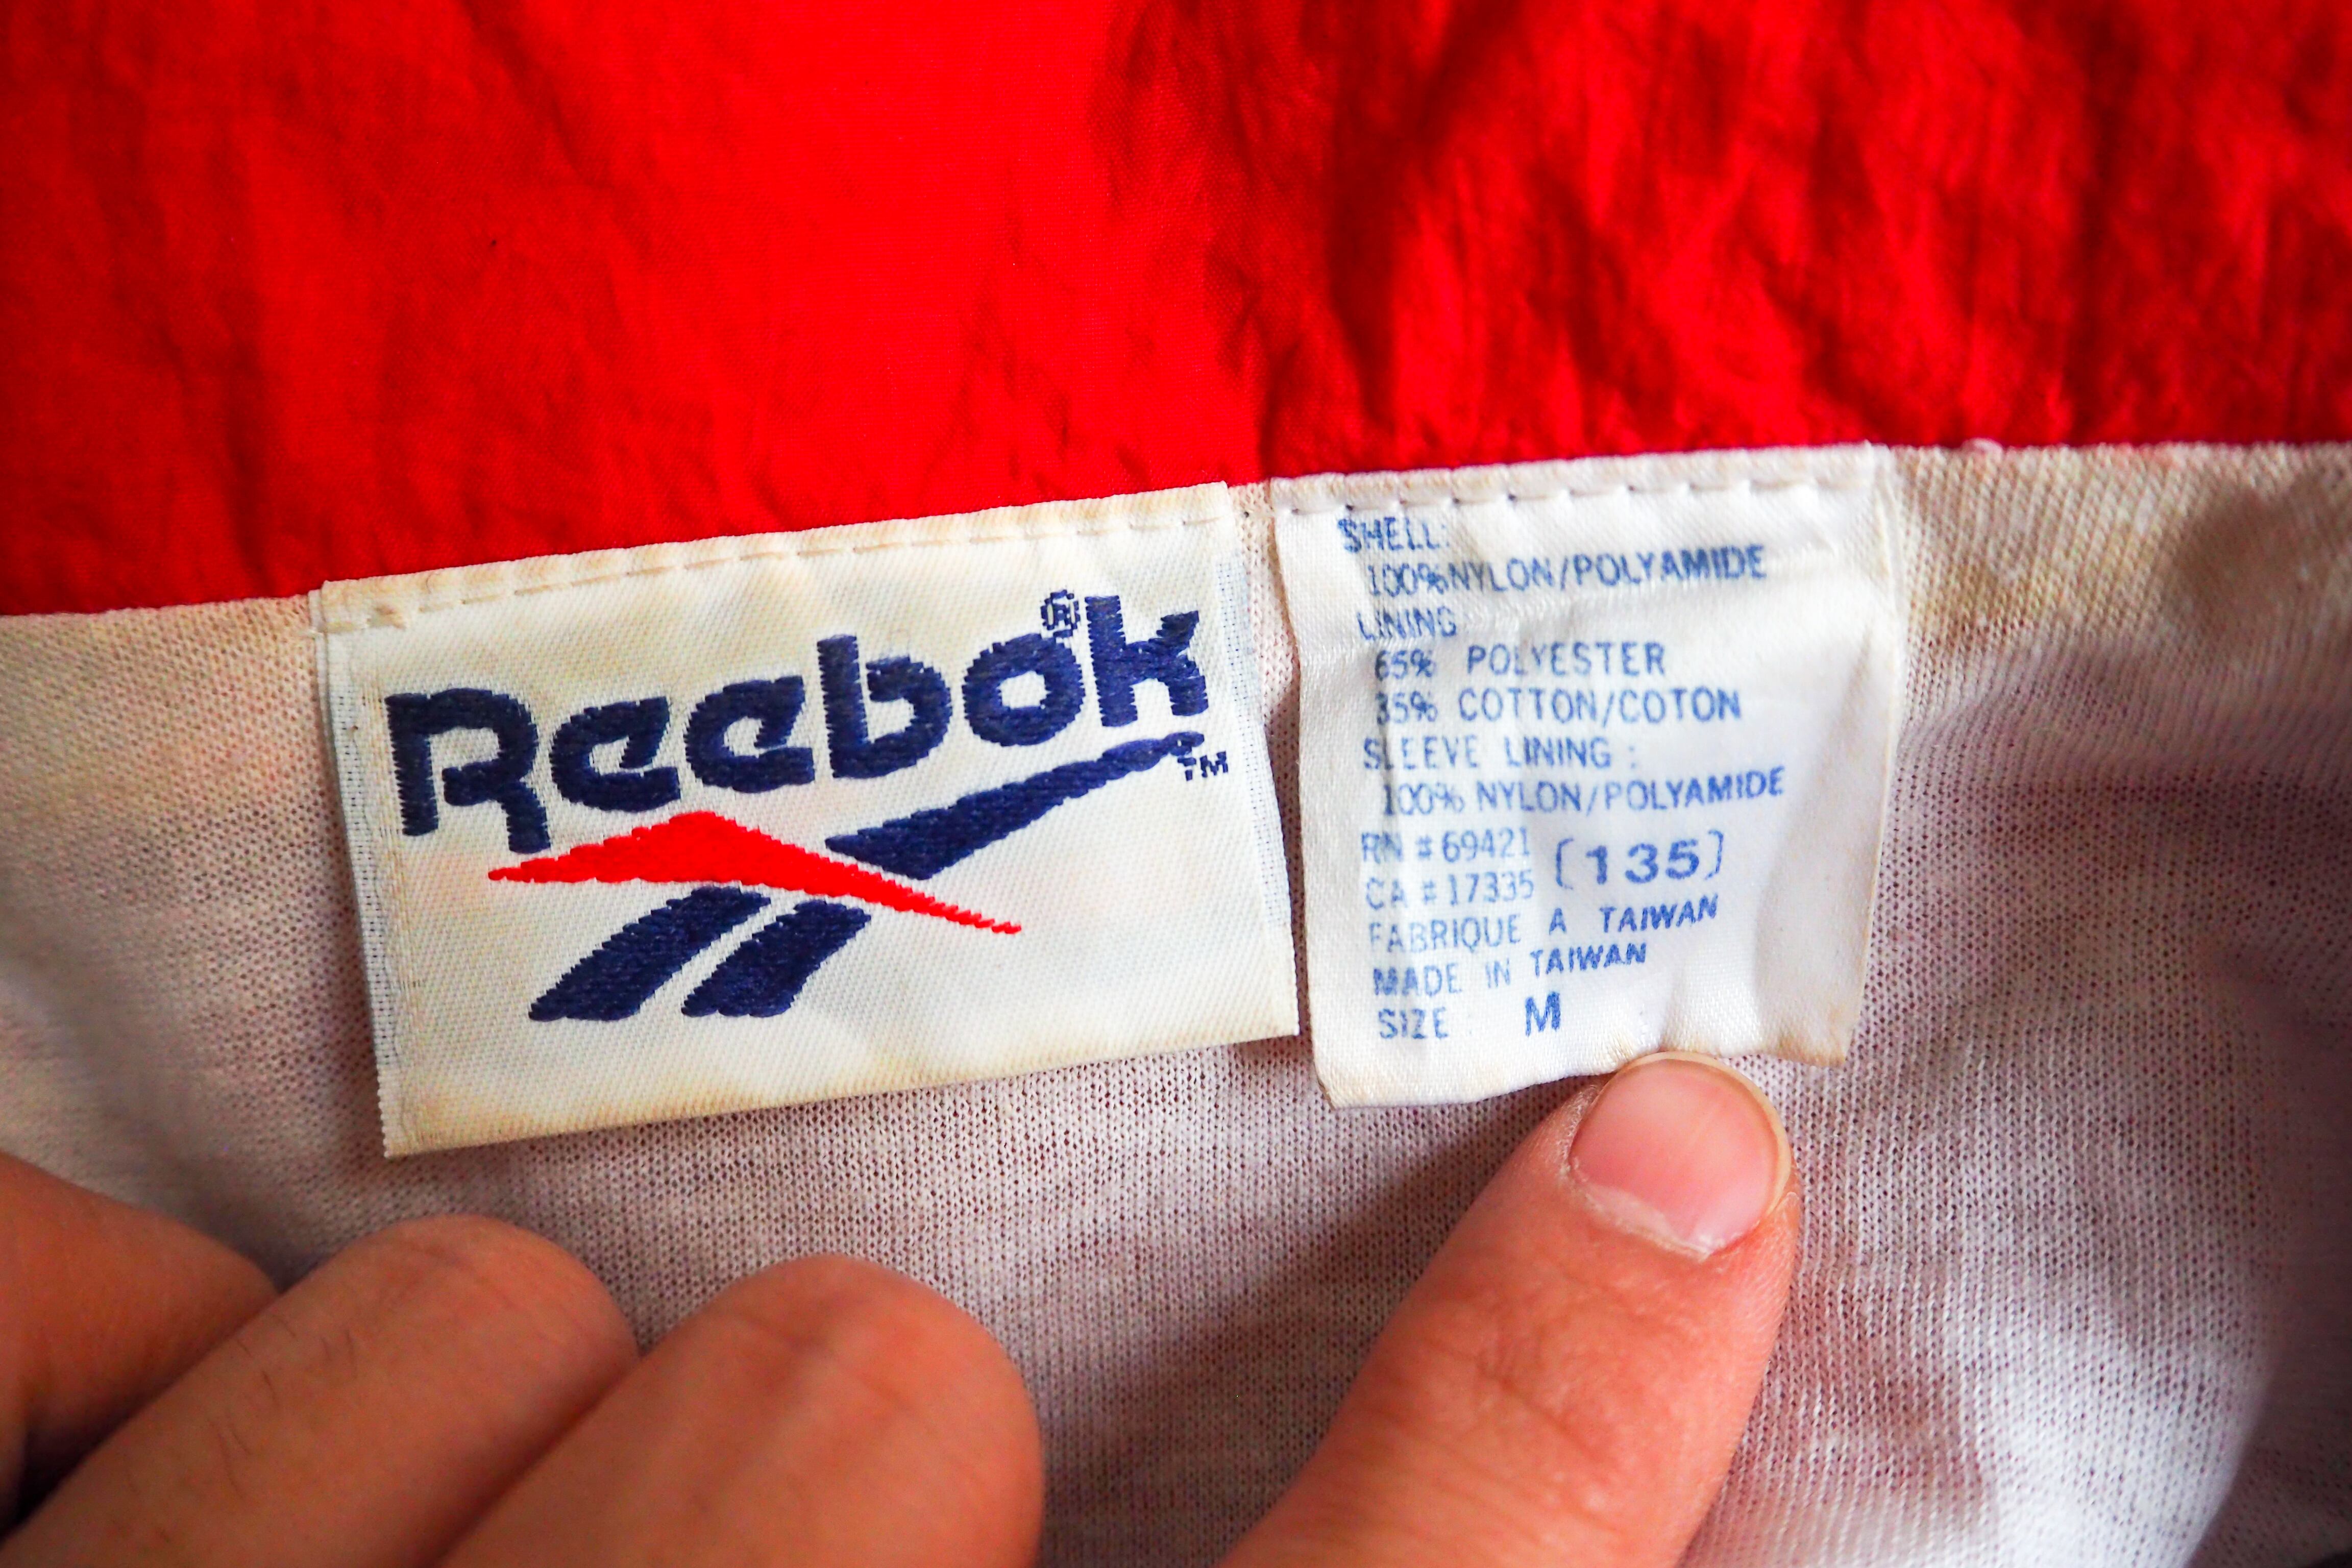 Reebok®
TM
SHELL:
100% NYLON/POLYAMIDE
LINING
65% POLYESTER
35% COTTON/COTON
SLEEVE LINING :
100% NYLON/POLYAMIDE
RN # 69421
CA # 17335 (135)
FABRIQUE A TAIWAN
MADE IN TAIWAN
SIZE : M